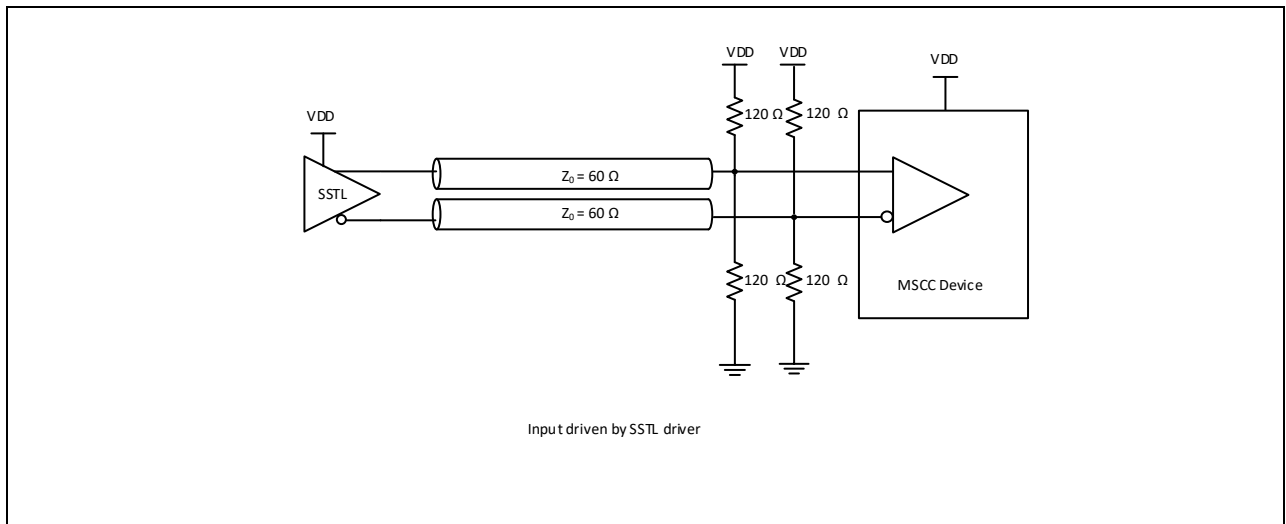 VDD VDD
VDD
120 Ω 120 Ω
VDD
SSTL
Z0 = 60 Ω
Z0 = 60 Ω
120 Ω 120 Ω
MSCC Device
Input driven by SSTL driver